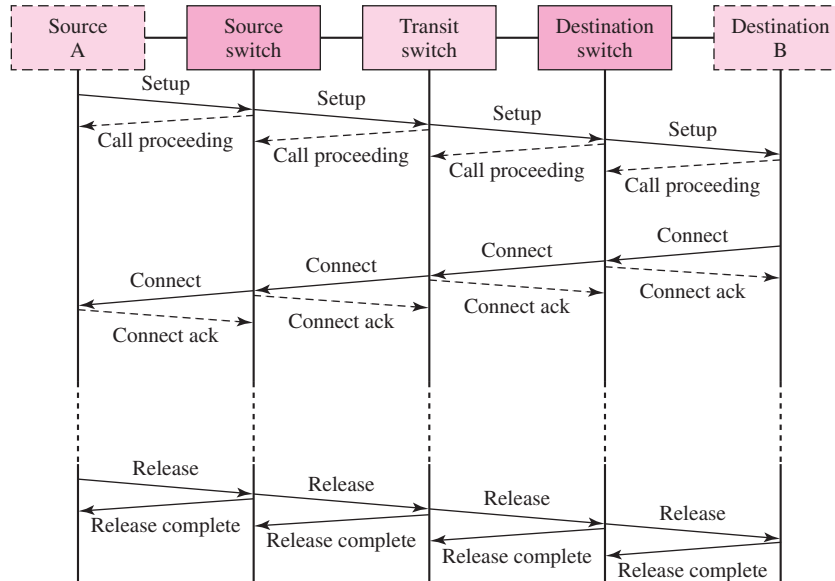 Source
A
Source
switch
Transit
switch
Destination
switch
Destination
B
Setup
Setup
Setup
Setup
Call proceeding
Call proceeding
Call proceeding
Call proceeding
Connect
Connect
Connect
Connect
Connect ack
Connect ack
Connect ack
Connect ack
Release
Release
Release
Release
Release complete
Release complete
Release complete
Release complete